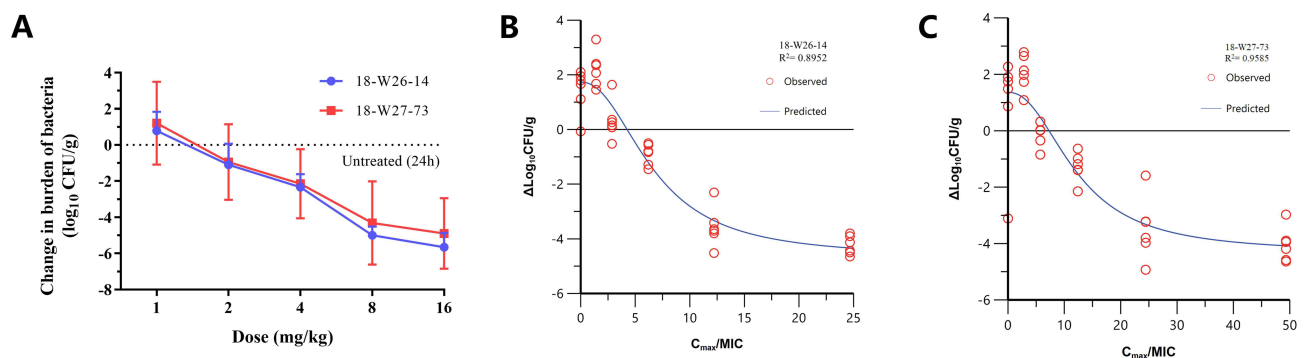 A
Change in burden of bacteria
(log10 CFU/g)
4
2
0
-2
-4
-6
-8
18-W26-14
18-W27-73
Untreated (24h)
1
2
4
8
16
Dose (mg/kg)
B
ΔLog10CFU/g
4
2
0
-2
-4
-6
18-W26-14
R2= 0.8952
Observed
Predicted
0
5
10
15
20
25
Cmax/MIC
C
ΔLog10CFU/g
4
2
0
-2
-4
-6
18-W27-73
R2= 0.9585
Observed
Predicted
0
10
20
30
40
50
Cmax/MIC